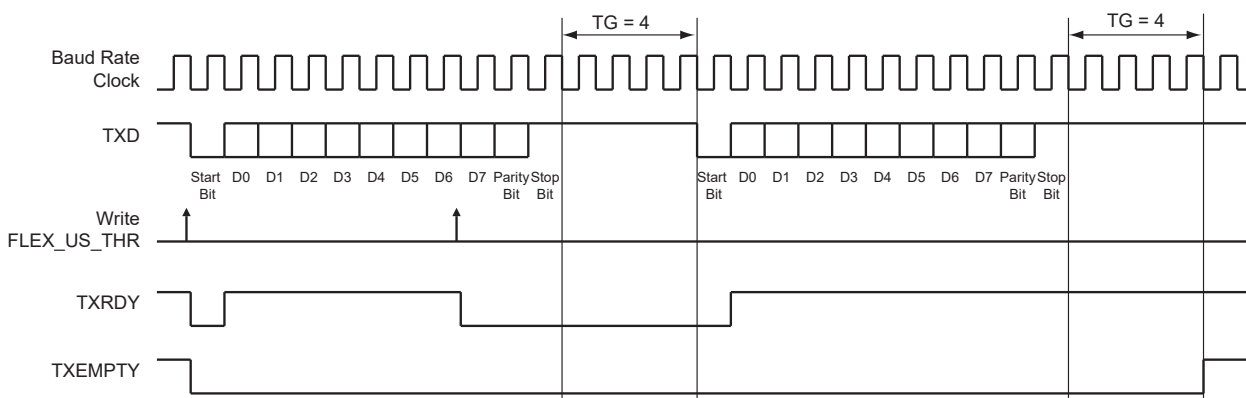 TG = 4
TG = 4
Baud Rate
Clock
TXD
Start
Bit
D0 D1 D2 D3 D4 D5 D6 D7 Parity
Bit
Stop
Bit
Start
Bit
D0 D1 D2 D3 D4 D5 D6 D7 Parity
Bit
Stop
Bit
Write
FLEX_US_THR
TXRDY
TXEMPTY